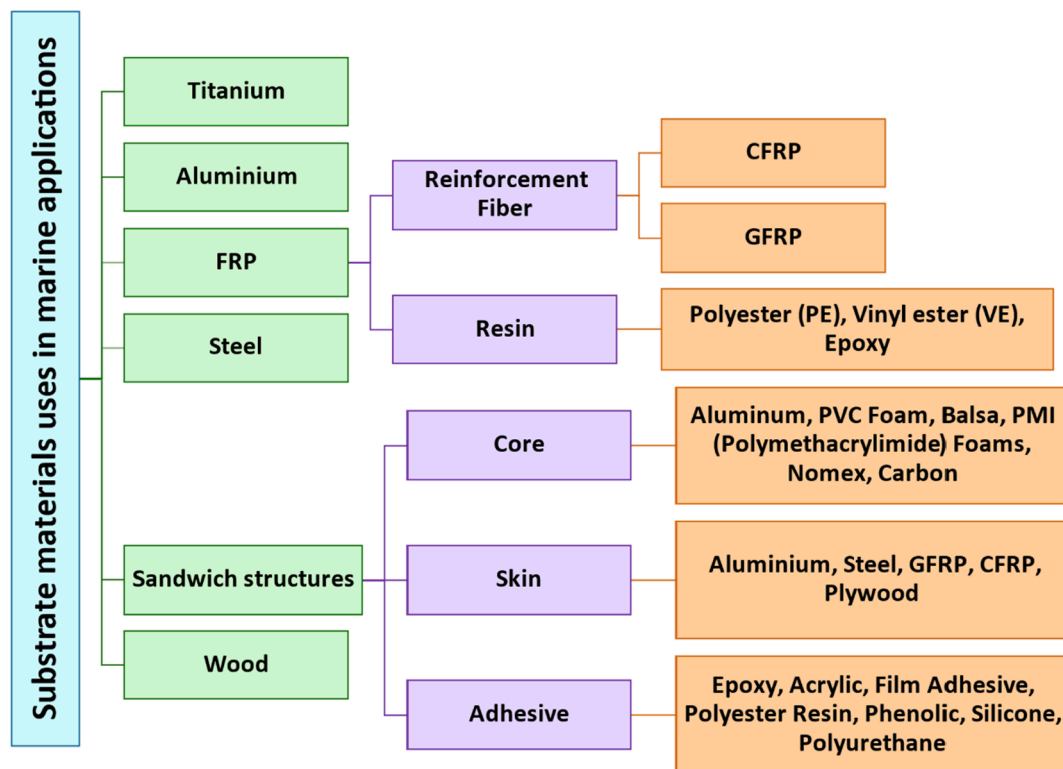 Substrate materials uses in marine applications
Titanium
Aluminium
FRP
Steel
Sandwich structures
Wood
Reinforcement
Fiber
Resin
Core
Skin
Adhesive
CFRP
GFRP
Polyester (PE), Vinyl ester (VE),
Epoxy
Aluminum, PVC Foam, Balsa, PMI
(Polymethacrylimide) Foams,
Nomex, Carbon
Aluminium, Steel, GFRP, CFRP,
Plywood
Epoxy, Acrylic, Film Adhesive,
Polyester Resin, Phenolic, Silicone,
Polyurethane